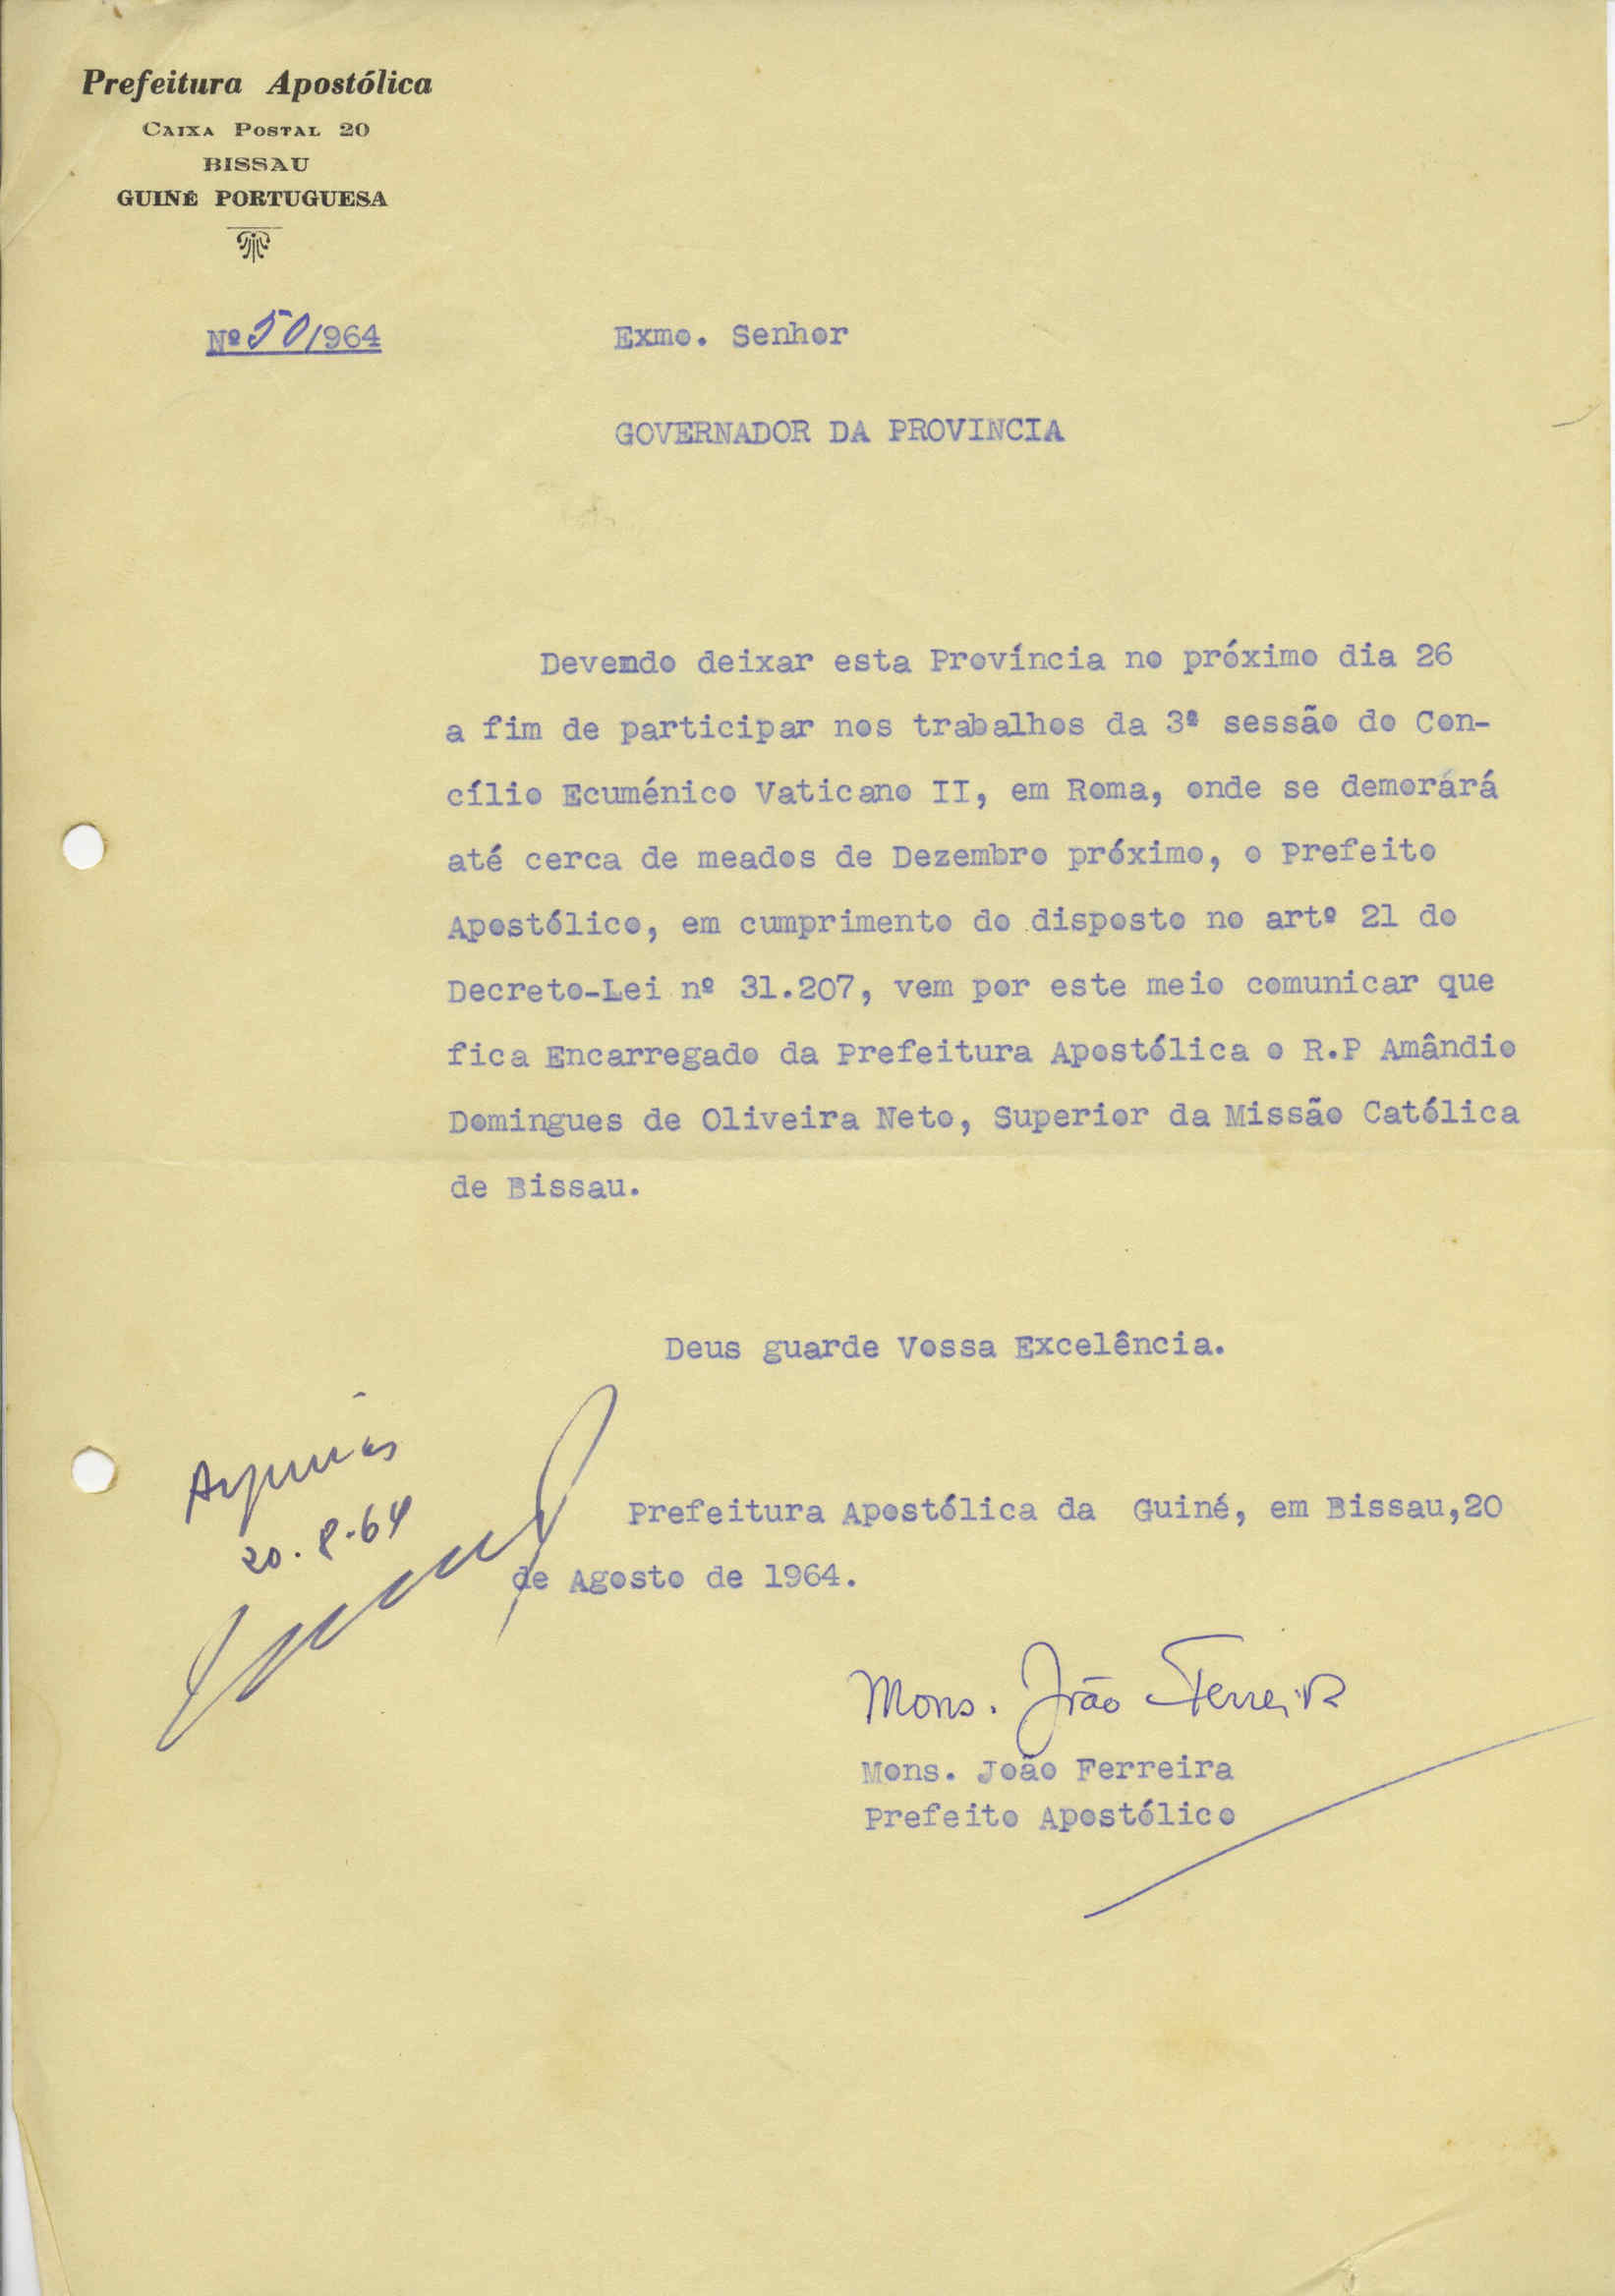 Prefeitura Apostólica
CAIXA POSTAL 20
BISSAU
GUINÉ PORTUGUESA
Nº 50/964
Exmo. Senhor
GOVERNADOR DA PROVINCIA
Devendo deixar esta Província no próximo dia 26
a fim de participar nos trabalhos da 3ª sessão do Con-
cílio Ecuménico Vaticano II, em Roma, onde se demorárá
até cerca de meados de Dezembro próximo, o Prefeito
Apostólico, em cumprimento do disposto no artº 21 do
Decreto-Lei nº 31.207, vem por este meio comunicar que
fica Encarregado da Prefeitura Apostólica o R.P Amândio
Domingues de Oliveira Neto, Superior da Missão Católica
de Bissau.
Deus guarde Vossa Excelência.
20.8.64
Prefeitura Apostólica da Guiné, em Bissau,20
de Agosto de 1964.
Mons. João Ferreira
Mons. João Ferreira
Prefeito Apostólico